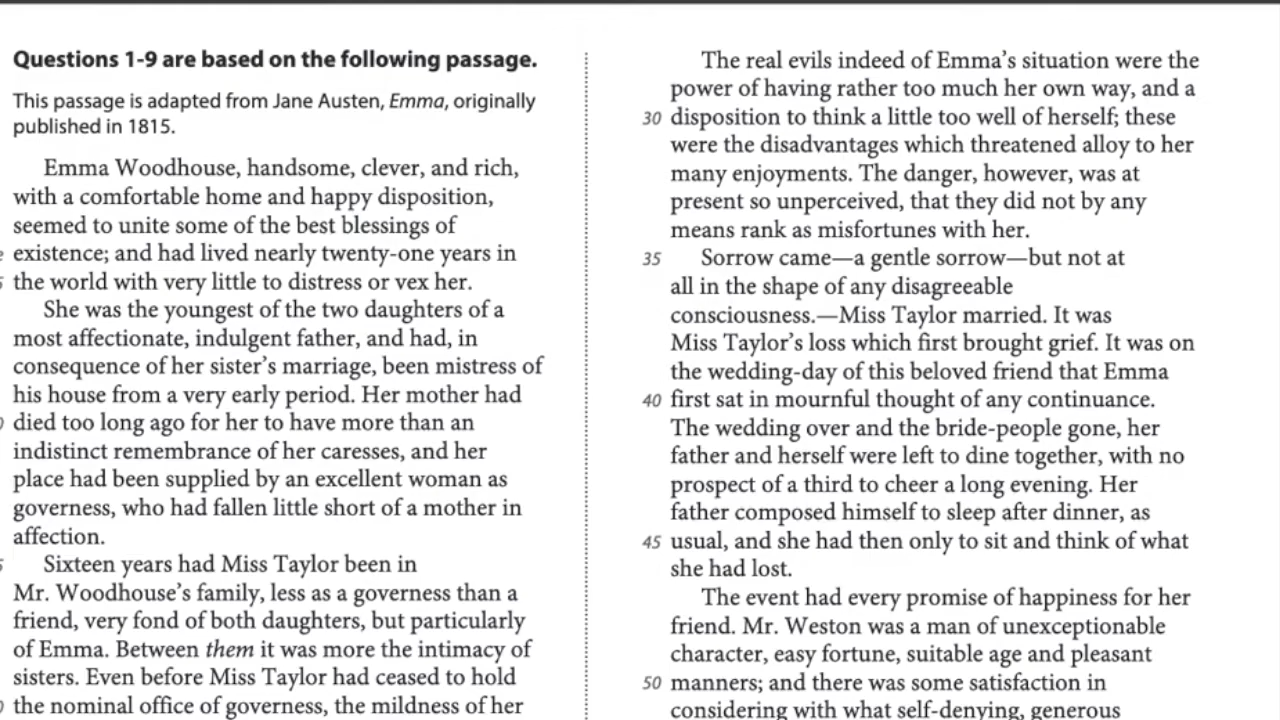 Questions 1-9 are based on the following passage.
This passage is adapted from Jane Austen, Emma, originally
published in 1815.
Emma Woodhouse, handsome, clever, and rich,
with a comfortable home and happy disposition,
seemed to unite some of the best blessings of
existence; and had lived nearly twenty-one years in
the world with very little to distress or vex her.
She was the youngest of the two daughters of a
most affectionate, indulgent father, and had, in
consequence of her sister's marriage, been mistress of
his house from a very early period. Her mother had
died too long ago for her to have more than an
indistinct remembrance of her caresses, and her
place had been supplied by an excellent woman as
governess, who had fallen little short of a mother in
affection.
Sixteen years had Miss Taylor been in
Mr. Woodhouse's family, less as a governess than a
friend, very fond of both daughters, but particularly
of Emma. Between them it was more the intimacy of
sisters. Even before Miss Taylor had ceased to hold
the nominal office of governess, the mildness of her
The real evils indeed of Emma's situation were the
power of having rather too much her own way, and a
30 disposition to think a little too well of herself; these
were the disadvantages which threatened alloy to her
many enjoyments. The danger, however, was at
present so unperceived, that they did not by any
means rank as misfortunes with her.
35 Sorrow came—a gentle sorrow—but not at
all in the shape of any disagreeable
consciousness.—Miss Taylor married. It was
Miss Taylor's loss which first brought grief. It was on
the wedding-day of this beloved friend that Emma
40 first sat in mournful thought of any continuance.
The wedding over and the bride-people gone, her
father and herself were left to dine together, with no
prospect of a third to cheer a long evening. Her
father composed himself to sleep after dinner, as
45 usual, and she had then only to sit and think of what
she had lost.
The event had every promise of happiness for her
friend. Mr. Weston was a man of unexceptionable
character, easy fortune, suitable age and pleasant
50 manners; and there was some satisfaction in
considering with what self-denying, generous